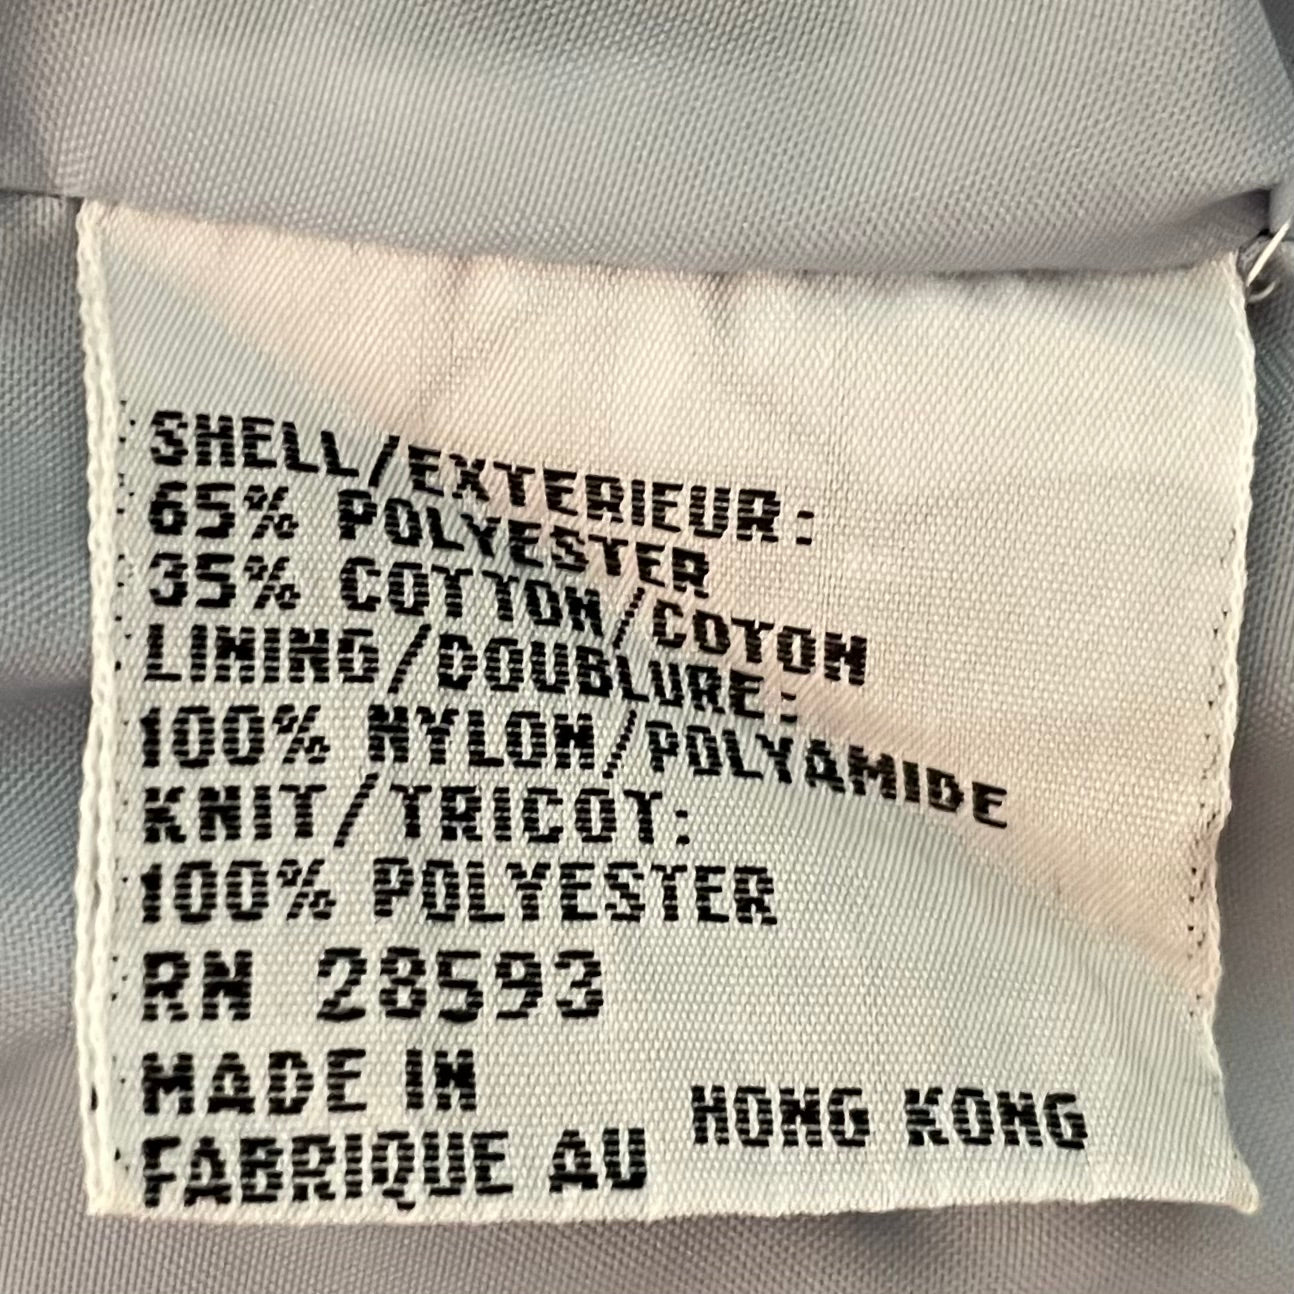 SHELL/EXTERIEUR:
65% POLYESTER
35% COTTON/COTON
LINING/DOUBLURE:
100% NYLON/POLYAMIDE
KNIT/TRICOT:
100% POLYESTER
RN 28593
MADE IN
FABRIQUE AU HONG KONG